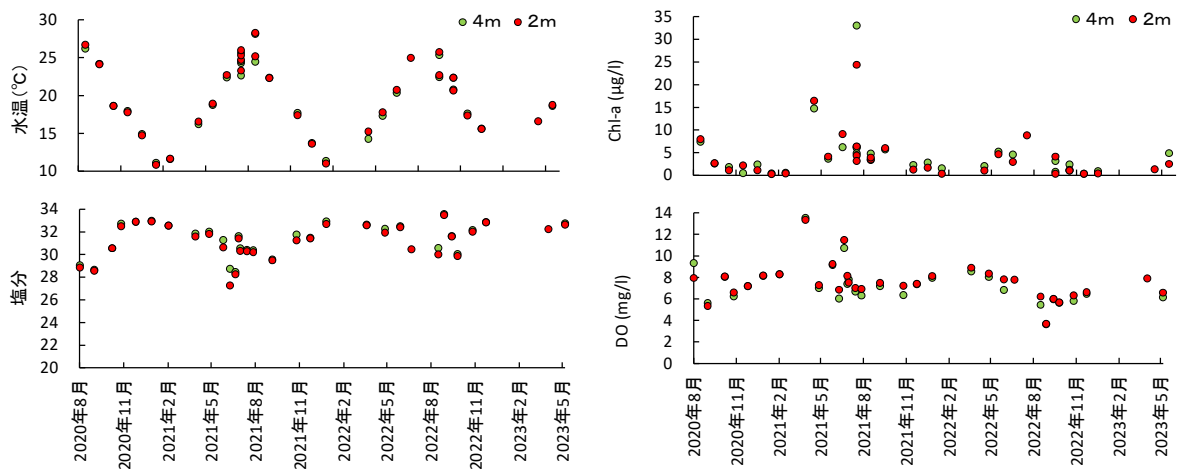 水温(℃)
30
25
20
15
10
4m 2m
塩分
34
32
30
28
26
24
22
20
2020年8月
2020年11月
2021年2月
2021年5月
2021年8月
2021年11月
2022年2月
2022年5月
2022年8月
2022年11月
2023年2月
2023年5月
Chl-a (μg/l)
35
30
25
20
15
10
5
0
4m 2m
DO (mg/l)
14
12
10
8
6
4
2
0
2020年8月
2020年11月
2021年2月
2021年5月
2021年8月
2021年11月
2022年2月
2022年5月
2022年8月
2022年11月
2023年2月
2023年5月